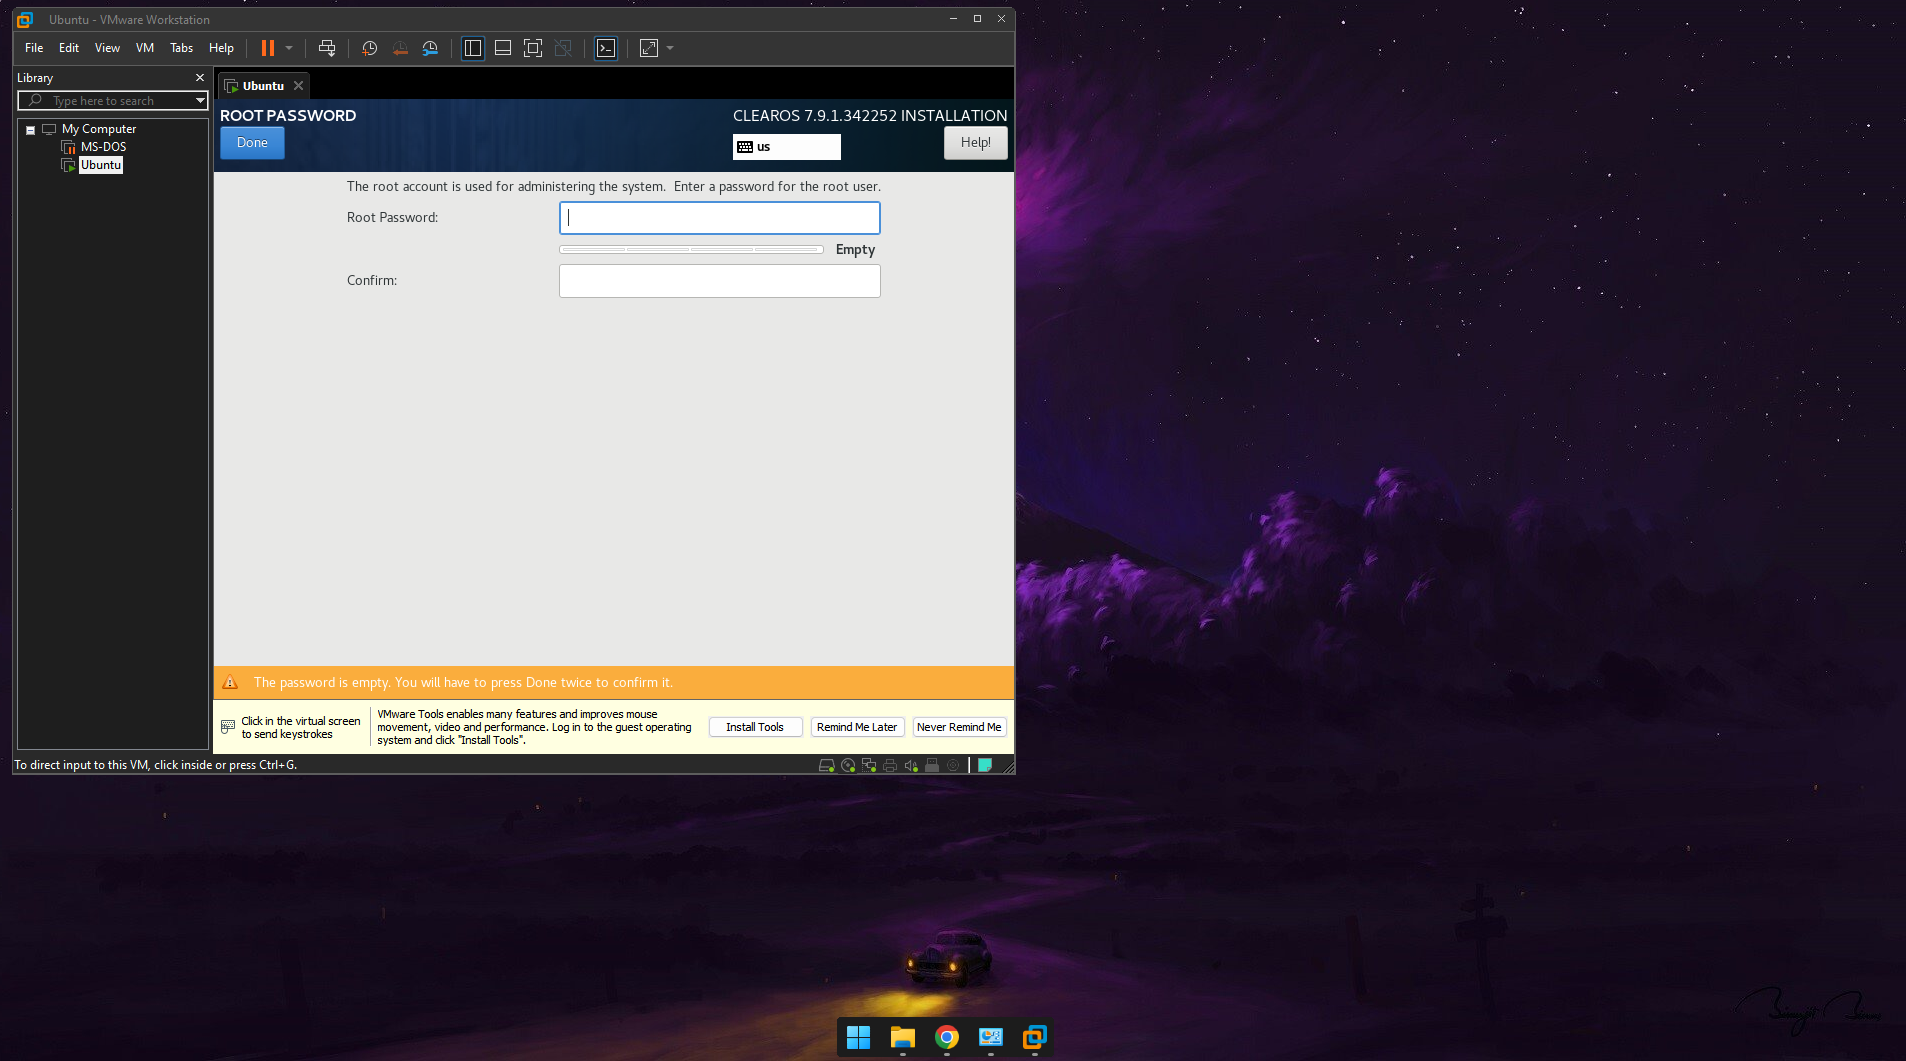 Ubuntu - VMware Workstation
File Edit View VM Tabs Help
Library
Type here to search
My Computer
MS-DOS
Ubuntu
Ubuntu
ROOT PASSWORD
CLEAROS 7.9.1.342252 INSTALLATION
Done
us
Help!
The root account is used for administering the system. Enter a password for the root user.
Root Password:
Empty
Confirm:
The password is empty. You will have to press Done twice to confirm it.
Click in the virtual screen
to send keystrokes
VMware Tools enables many features and improves mouse
movement, video and performance. Log in to the guest operating
system and click "Install Tools".
Install Tools
Remind Me Later
Never Remind Me
To direct input to this VM, click inside or press Ctrl+G.